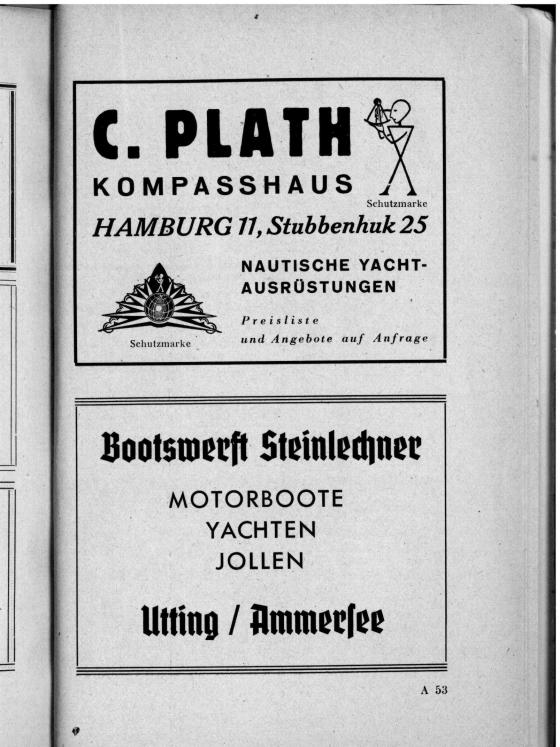 C. PLATH
KOMPASSHAUS
Schutzmarke
HAMBURG 11, Stubbenhuk 25
NAUTISCHE YACHT-
AUSRÜSTUNGEN
Preisliste
und Angebote auf Anfrage
Schutzmarke
Bootswerft Steinlechner
MOTORBOOTE
YACHTEN
JOLLEN
Utting / Ammersee
A 53